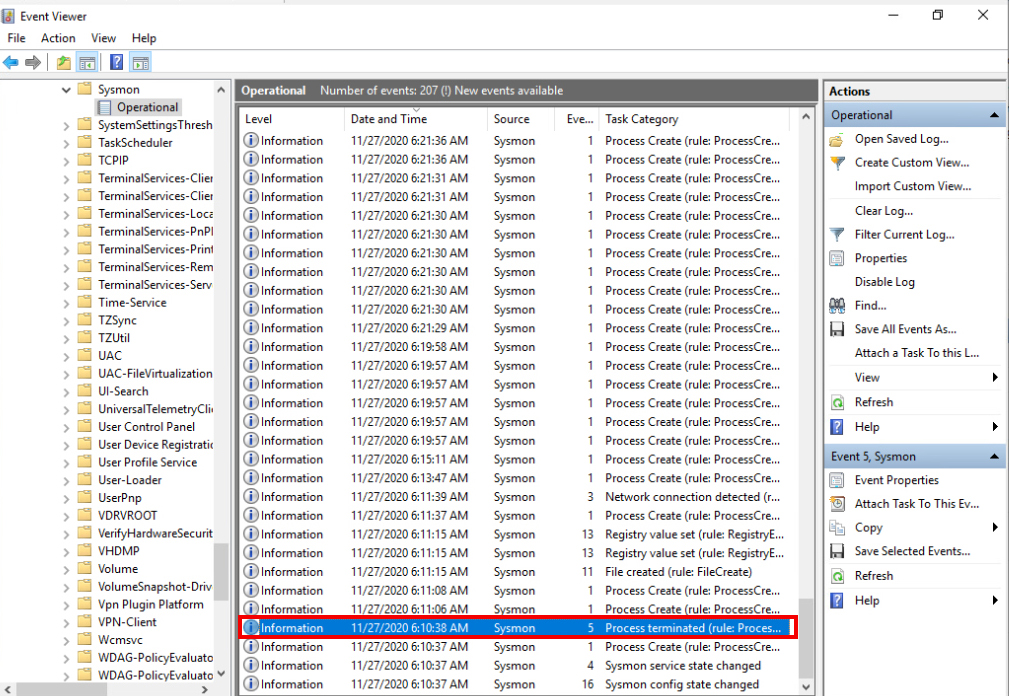 Event Viewer
File Action View Help
Sysmon
Operational
SystemSettingsThresh
TaskScheduler
TCPIP
TerminalServices-Clier
TerminalServices-Clier
TerminalServices-Loca
TerminalServices-PnPI
TerminalServices-Print
TerminalServices-Rem
TerminalServices-Serv
Time-Service
TZSync
TZUtil
UAC
UAC-FileVirtualization
UI-Search
UniversalTelemetryCli
User Control Panel
User Device Registratic
User Profile Service
User-Loader
UserPnp
VDRVROOT
VerifyHardwareSecurit
VHDMP
Volume
VolumeSnapshot-Driv
Vpn Plugin Platform
VPN-Client
Wcmsvc
WDAG-PolicyEvaluato
WDAG-PolicyEvaluato
Operational Number of events: 207 (!) New events available
Level Date and Time Source Eve... Task Category
Information 11/27/2020 6:21:36 AM Sysmon 1 Process Create (rule: ProcessCre...
Information 11/27/2020 6:21:36 AM Sysmon 1 Process Create (rule: ProcessCre...
Information 11/27/2020 6:21:31 AM Sysmon 1 Process Create (rule: ProcessCre...
Information 11/27/2020 6:21:31 AM Sysmon 1 Process Create (rule: ProcessCre...
Information 11/27/2020 6:21:30 AM Sysmon 1 Process Create (rule: ProcessCre...
Information 11/27/2020 6:21:30 AM Sysmon 1 Process Create (rule: ProcessCre...
Information 11/27/2020 6:21:30 AM Sysmon 1 Process Create (rule: ProcessCre...
Information 11/27/2020 6:21:30 AM Sysmon 1 Process Create (rule: ProcessCre...
Information 11/27/2020 6:21:30 AM Sysmon 1 Process Create (rule: ProcessCre...
Information 11/27/2020 6:21:30 AM Sysmon 1 Process Create (rule: ProcessCre...
Information 11/27/2020 6:21:29 AM Sysmon 1 Process Create (rule: ProcessCre...
Information 11/27/2020 6:19:58 AM Sysmon 1 Process Create (rule: ProcessCre...
Information 11/27/2020 6:19:57 AM Sysmon 1 Process Create (rule: ProcessCre...
Information 11/27/2020 6:19:57 AM Sysmon 1 Process Create (rule: ProcessCre...
Information 11/27/2020 6:19:57 AM Sysmon 1 Process Create (rule: ProcessCre...
Information 11/27/2020 6:19:57 AM Sysmon 1 Process Create (rule: ProcessCre...
Information 11/27/2020 6:19:57 AM Sysmon 1 Process Create (rule: ProcessCre...
Information 11/27/2020 6:15:11 AM Sysmon 1 Process Create (rule: ProcessCre...
Information 11/27/2020 6:13:47 AM Sysmon 1 Process Create (rule: ProcessCre...
Information 11/27/2020 6:11:39 AM Sysmon 3 Network connection detected (r...
Information 11/27/2020 6:11:37 AM Sysmon 1 Process Create (rule: ProcessCre...
Information 11/27/2020 6:11:15 AM Sysmon 13 Registry value set (rule: RegistryE...
Information 11/27/2020 6:11:15 AM Sysmon 13 Registry value set (rule: RegistryE...
Information 11/27/2020 6:11:15 AM Sysmon 11 File created (rule: FileCreate)
Information 11/27/2020 6:11:08 AM Sysmon 1 Process Create (rule: ProcessCre...
Information 11/27/2020 6:11:06 AM Sysmon 1 Process Create (rule: ProcessCre...
Information 11/27/2020 6:10:38 AM Sysmon 5 Process terminated (rule: Proces...
Information 11/27/2020 6:10:37 AM Sysmon 1 Process Create (rule: ProcessCre...
Information 11/27/2020 6:10:37 AM Sysmon 4 Sysmon service state changed
Information 11/27/2020 6:10:37 AM Sysmon 16 Sysmon config state changed
Actions
Operational
Open Saved Log...
Create Custom View...
Import Custom View...
Clear Log...
Filter Current Log...
Properties
Disable Log
Find...
Save All Events As...
Attach a Task To this L...
View
Refresh
Help
Event 5, Sysmon
Event Properties
Attach Task To This Ev...
Copy
Save Selected Events...
Refresh
Help